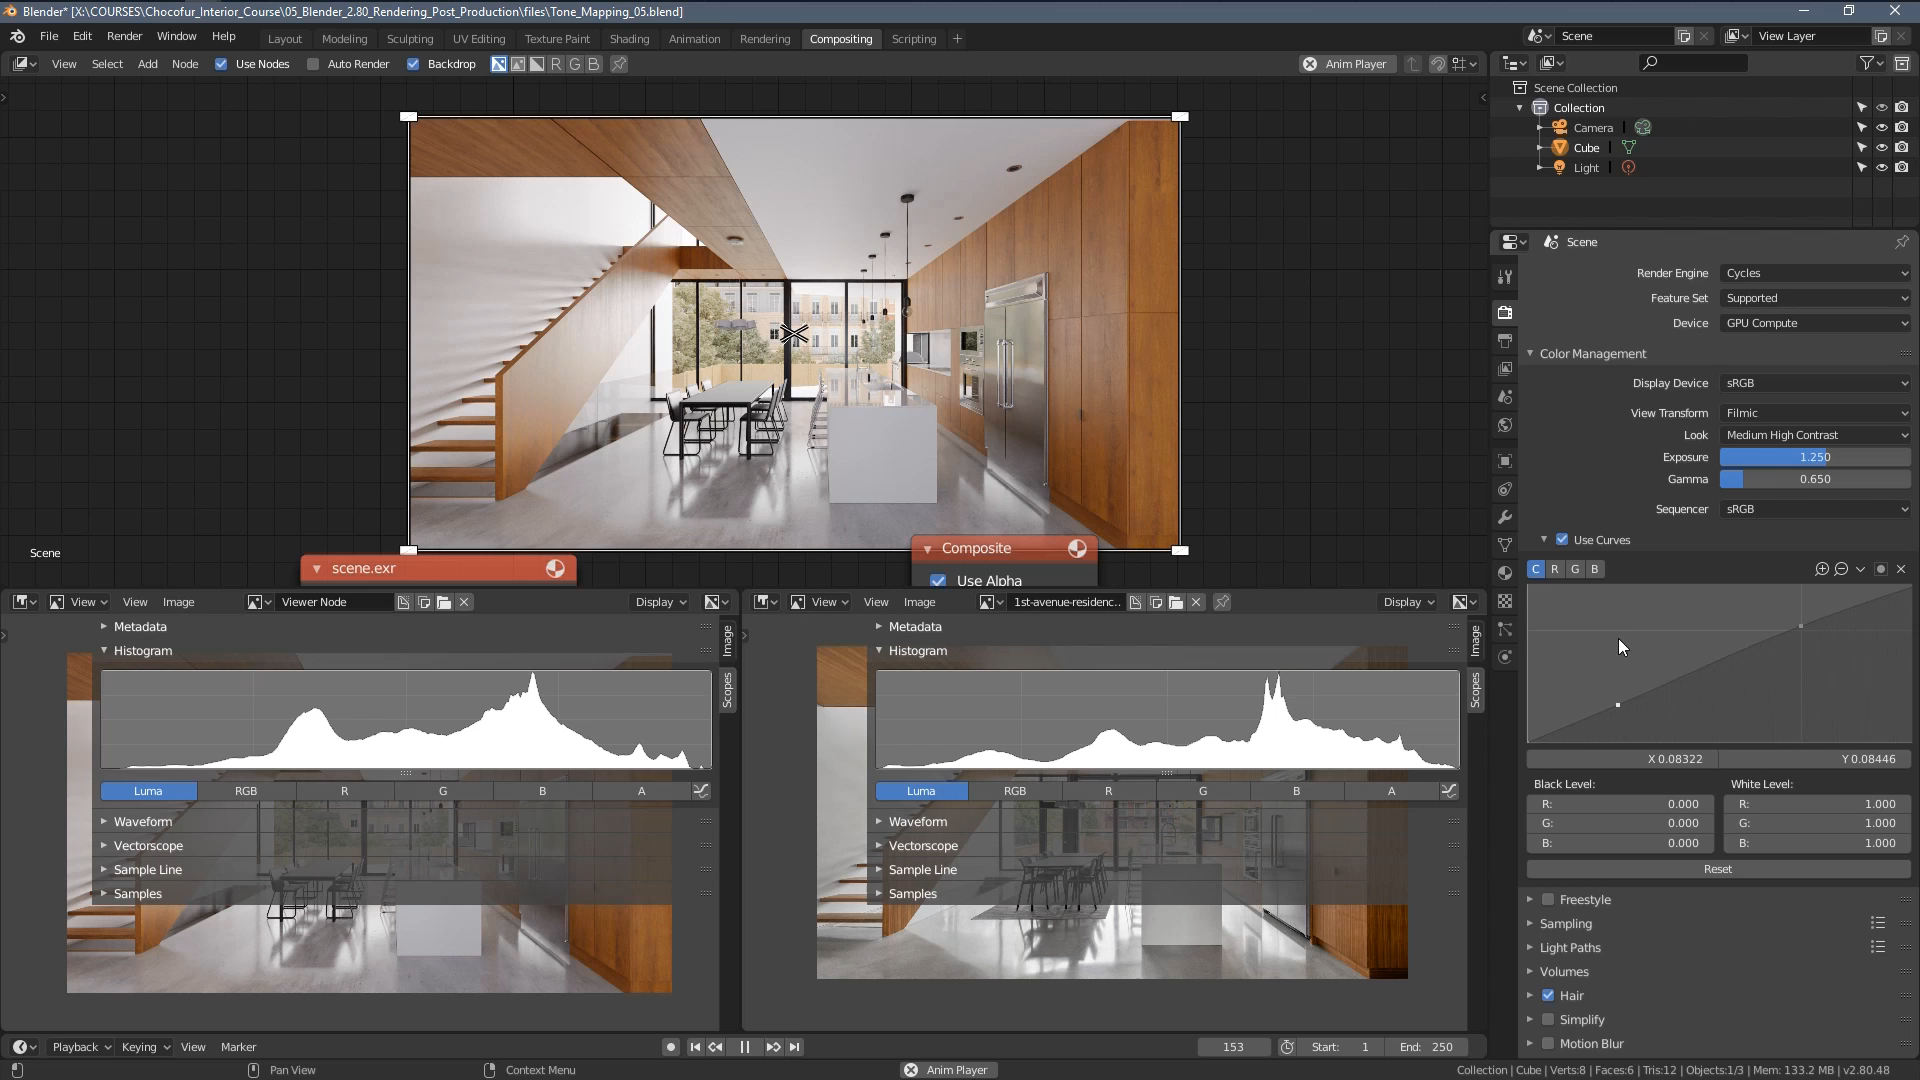 Blender* [X:\COURSES\Chocofur_Interior_Course\05_Blender_2.80_Rendering_Post_Production\files\Tone_Mapping_05.blend]
File Edit Render Window Help Layout Modeling Sculpting UV Editing Texture Paint Shading Animation Rendering Compositing Scripting + Scene View Layer
View Select Add Node Use Nodes Auto Render Backdrop R G B Anim Player
Scene Collection
Collection
Camera
Cube
Light
Scene
Render Engine Cycles
Feature Set Supported
Device GPU Compute
Color Management
Display Device sRGB
View Transform Filmic
Look Medium High Contrast
Exposure 1.250
Gamma 0.650
Sequencer sRGB
Use Curves
C R G B
X 0.08322 Y 0.08446
Black Level: White Level:
R: 0.000 R: 1.000
G: 0.000 G: 1.000
B: 0.000 B: 1.000
Reset
Freestyle
Sampling
Light Paths
Volumes
Hair
Simplify
Motion Blur
Scene
scene.exr
Composite
Use Alpha
View View Image Viewer Node Display
Metadata
Histogram
Luma RGB R G B A
Waveform
Vectorscope
Sample Line
Samples
Image
Scopes
View View Image 1st-avenue-residenc.. Display
Metadata
Histogram
Luma RGB R G B A
Waveform
Vectorscope
Sample Line
Samples
Image
Scopes
Playback Keying View Marker 153 Start: 1 End: 250
Pan View Context Menu Anim Player Collection | Cube | Verts:8 | Faces:6 | Tris:12 | Objects:1/3 | Mem: 133.2 MB | v2.80.48